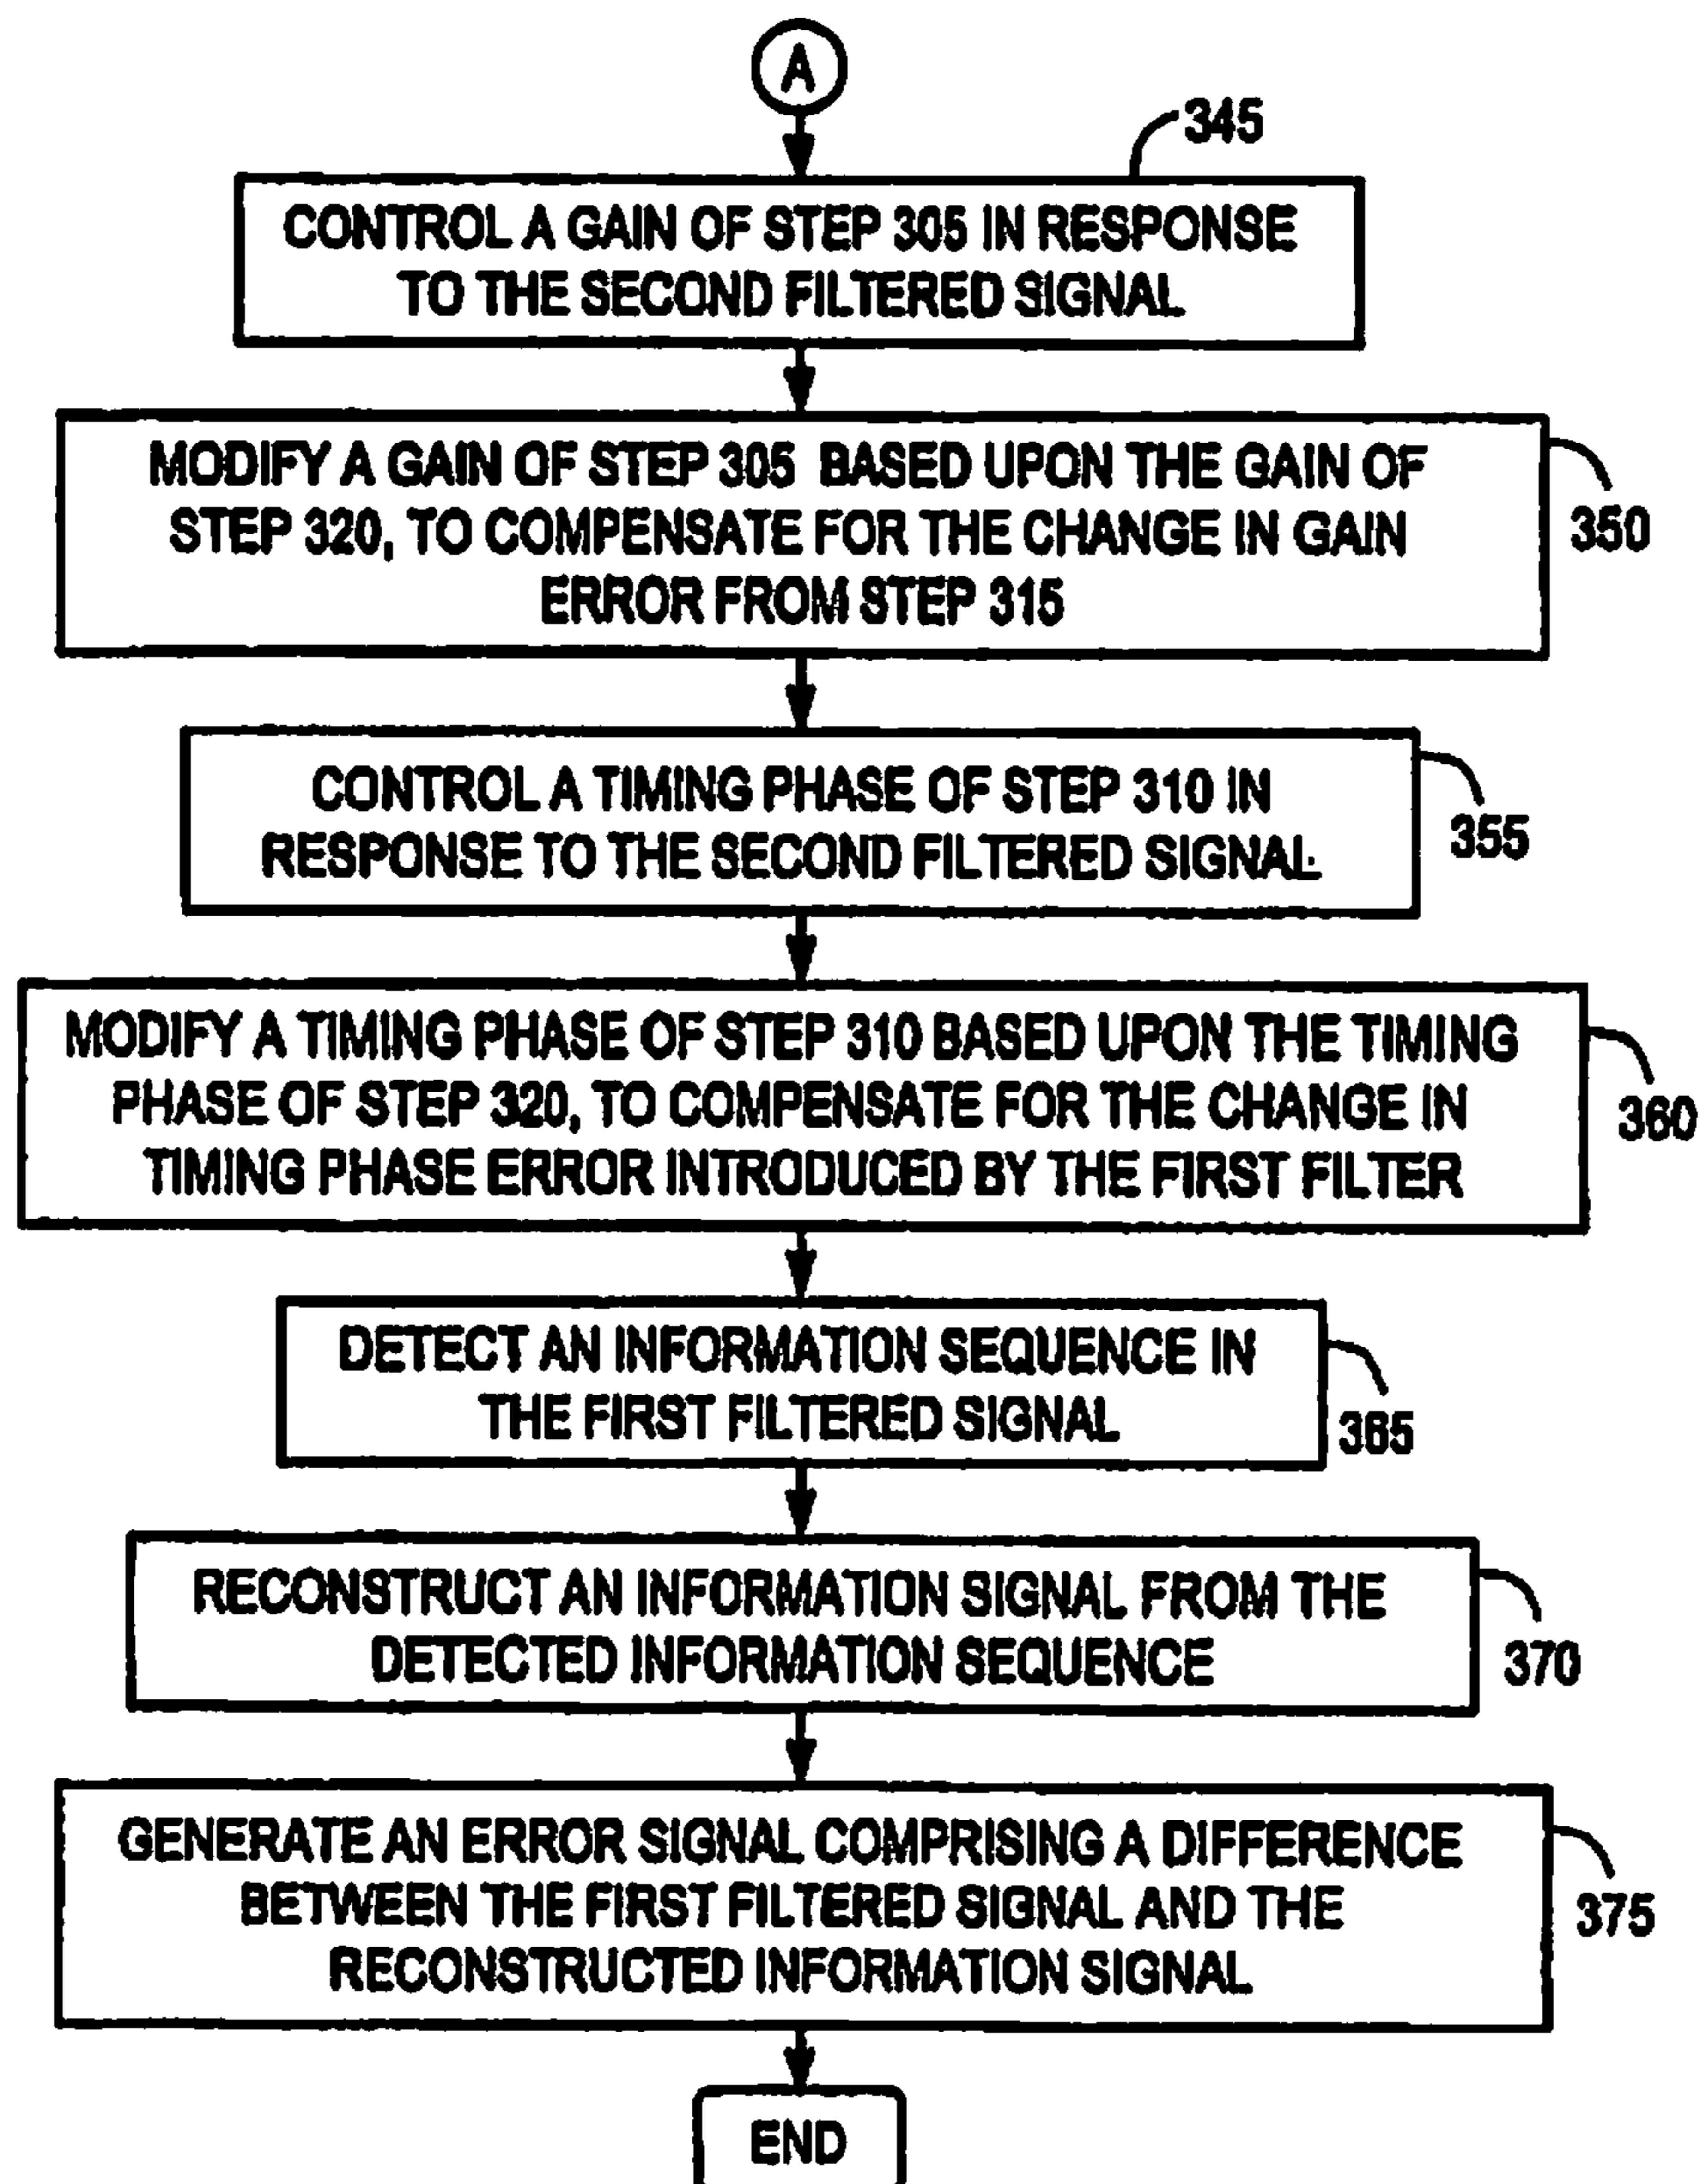 A
345
CONTROL A GAIN OF STEP 305 IN RESPONSE
TO THE SECOND FILTERED SIGNAL
MODIFY A GAIN OF STEP 305 BASED UPON THE GAIN OF
STEP 320, TO COMPENSATE FOR THE CHANGE IN GAIN
ERROR FROM STEP 315
350
CONTROL A TIMING PHASE OF STEP 310 IN
RESPONSE TO THE SECOND FILTERED SIGNAL
355
MODIFY A TIMING PHASE OF STEP 310 BASED UPON THE TIMING
PHASE OF STEP 320, TO COMPENSATE FOR THE CHANGE IN
TIMING PHASE ERROR INTRODUCED BY THE FIRST FILTER
360
DETECT AN INFORMATION SEQUENCE IN
THE FIRST FILTERED SIGNAL
365
RECONSTRUCT AN INFORMATION SIGNAL FROM THE
DETECTED INFORMATION SEQUENCE
370
GENERATE AN ERROR SIGNAL COMPRISING A DIFFERENCE
BETWEEN THE FIRST FILTERED SIGNAL AND THE
RECONSTRUCTED INFORMATION SIGNAL
375
END